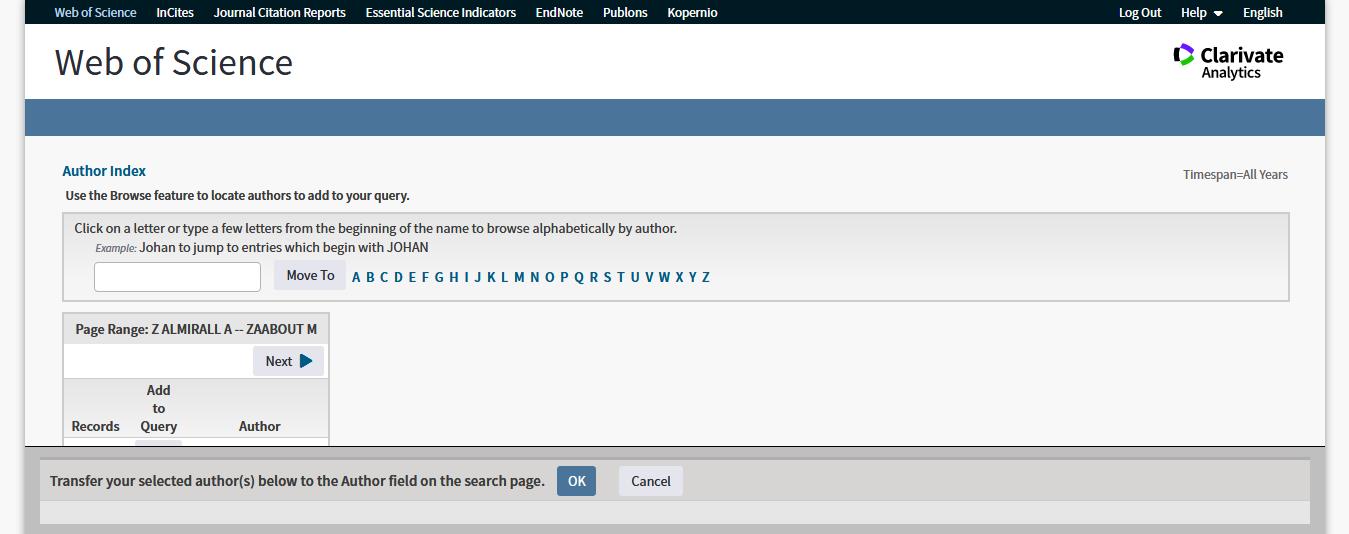 Web of Science InCites Journal Citation Reports Essential Science Indicators EndNote Publons Kopernio Log Out Help English
Web of Science
Clarivate
Analytics
Author Index
Timespan=All Years
Use the Browse feature to locate authors to add to your query.
Click on a letter or type a few letters from the beginning of the name to browse alphabetically by author.
Example: Johan to jump to entries which begin with JOHAN
Move To A B C D E F G H I J K L M N O P Q R S T U V W X Y Z
Page Range: Z ALMIRALL A -- ZAABOUT M
Next
Add
to
Records Query Author
Transfer your selected author(s) below to the Author field on the search page. OK Cancel